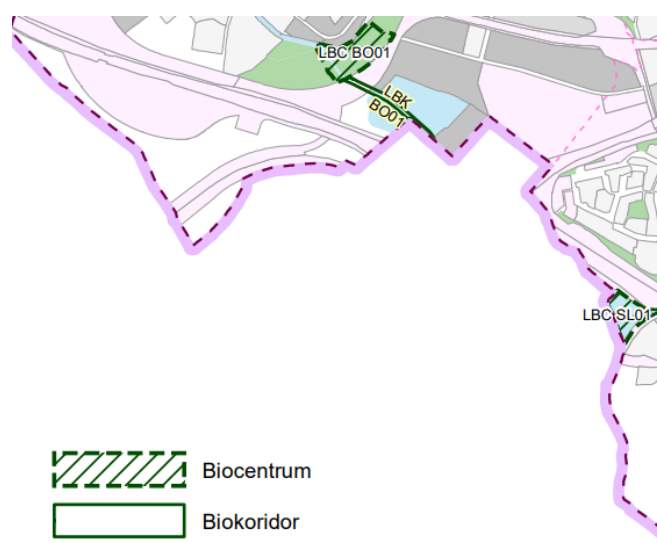 LBC BO01
LBK
BO01
LBC SL01
Biocentrum
Biokoridor